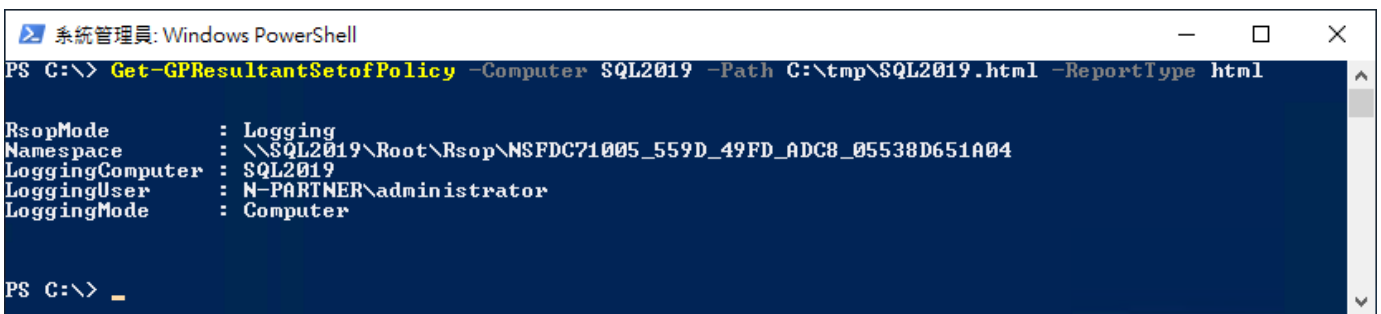 系統管理員: Windows PowerShell
PS C:\> Get-GPResultantSetofPolicy -Computer SQL2019 -Path C:\tmp\SQL2019.html -ReportType html
RsopMode : Logging
Namespace : \\SQL2019\Root\Rsop\NSFDC71005_559D_49FD_ADC8_05538D651A04
LoggingComputer : SQL2019
LoggingUser : N-PARTNER\administrator
LoggingMode : Computer
PS C:\> _